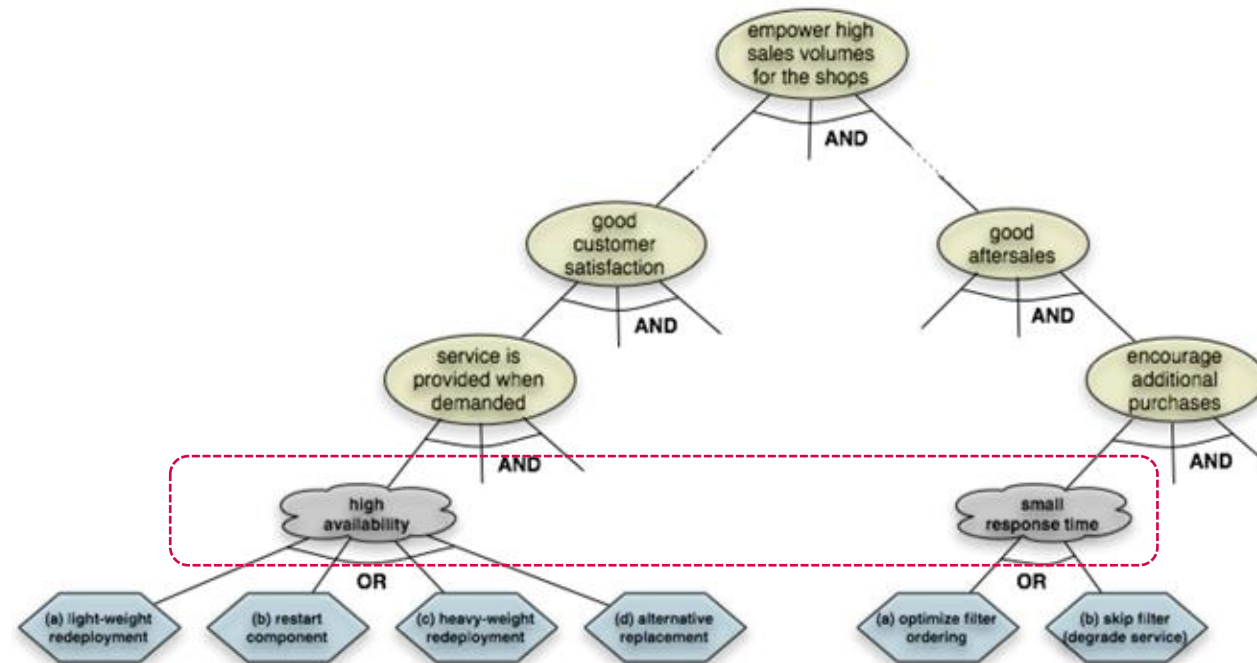 empower high
sales volumes
for the shops
AND
good
customer
satisfaction
AND
good
aftersales
AND
service is
provided when
demanded
AND
encourage
additional
purchases
AND
high
availability
OR
small
response time
OR
(a) light-weight
redeployment
(b) restart
component
(c) heavy-weight
redeployment
(d) alternative
replacement
(a) optimize filter
ordering
(b) skip filter
(degrade service)